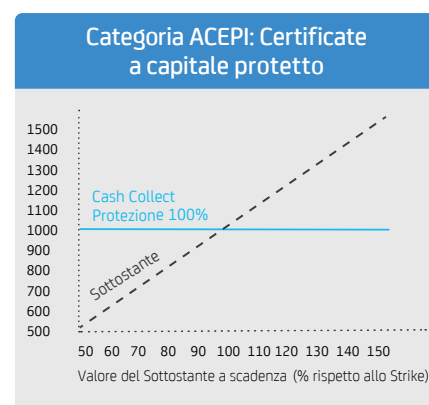 Categoria ACEPI: Certificate
a capitale protetto
1500
1400
1300
1200
1100
1000
900
800
700
600
500
Cash Collect
Protezione 100%
Sottostante
50 60 70 80 90 100 110 120 130 140 150
Valore del Sottostante a scadenza (% rispetto allo Strike)